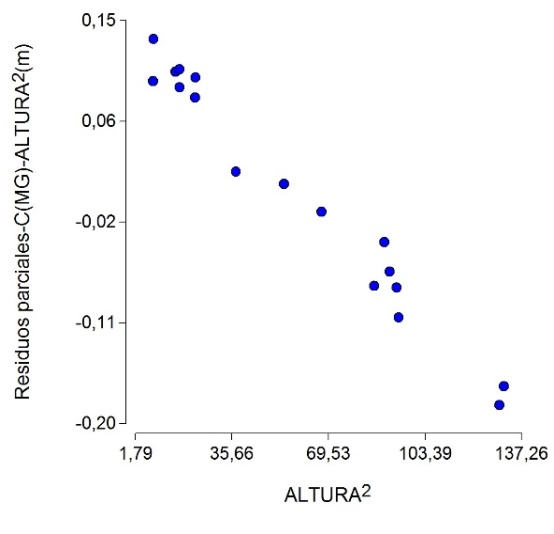 Residuos parciales-C(MG)-ALTURA²(m)
0,15
0,06
-0,02
-0,11
-0,20
1,79 35,66 69,53 103,39 137,26
ALTURA²